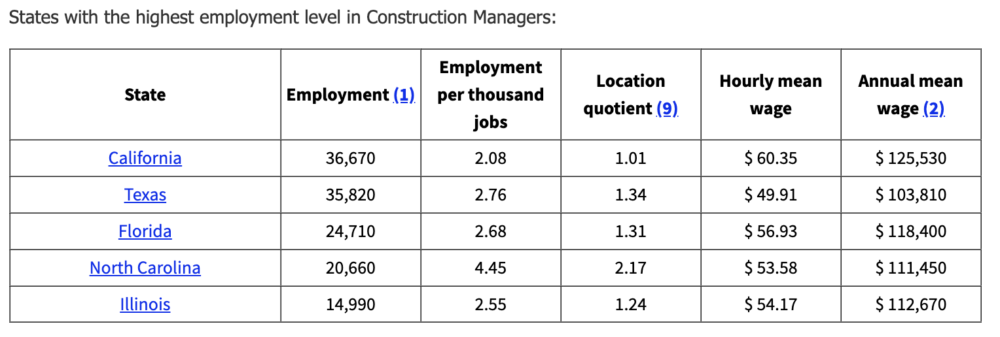 States with the highest employment level in Construction Managers:
State Employment (1) Employment per thousand jobs Location quotient (9) Hourly mean wage Annual mean wage (2)
California 36,670 2.08 1.01 $ 60.35 $ 125,530
Texas 35,820 2.76 1.34 $ 49.91 $ 103,810
Florida 24,710 2.68 1.31 $ 56.93 $ 118,400
North Carolina 20,660 4.45 2.17 $ 53.58 $ 111,450
Illinois 14,990 2.55 1.24 $ 54.17 $ 112,670